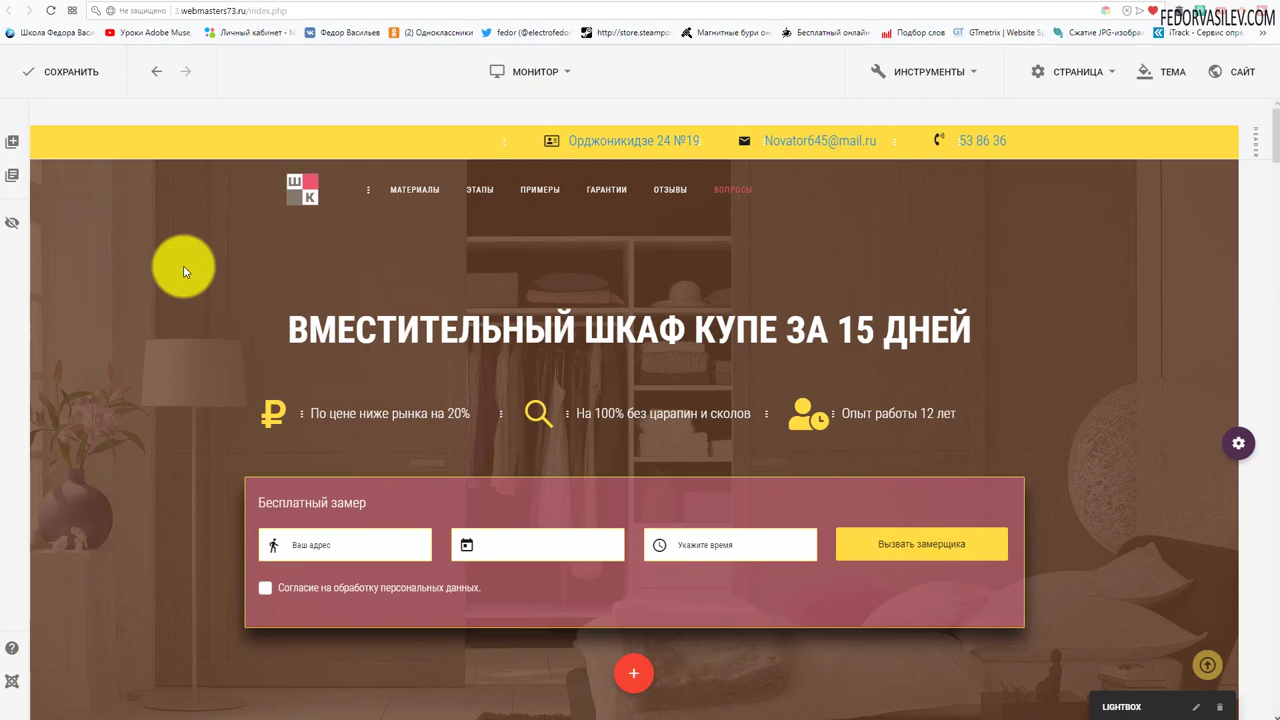 FEDORVASILEV.COM
Не защищено
3.webmasters73.ru/index.php
Школа Федора Васи
Уроки Adobe Muse,
Личный кабинет - М
Федор Васильев
(2) Одноклассники
fedor (@electrofedor
http://store.steampo
Магнитные бури он
Бесплатный онлайн
Подбор слов
GTmetrix | Website S
Сжатие JPG-изобра
iTrack - Сервис опре
СОХРАНИТЬ
МОНИТОР
ИНСТРУМЕНТЫ
СТРАНИЦА
ТЕМА
САЙТ
HEADER
Орджоникидзе 24 №19
Novator645@mail.ru
53 86 36
Ш
К
МАТЕРИАЛЫ
ЭТАПЫ
ПРИМЕРЫ
ГАРАНТИИ
ОТЗЫВЫ
ВОПРОСЫ
ВМЕСТИТЕЛЬНЫЙ ШКАФ КУПЕ ЗА 15 ДНЕЙ
По цене ниже рынка на 20%
На 100% без царапин и сколов
Опыт работы 12 лет
Бесплатный замер
Ваш адрес
Укажите время
Вызвать замерщика
Согласие на обработку персональных данных.
LIGHTBOX